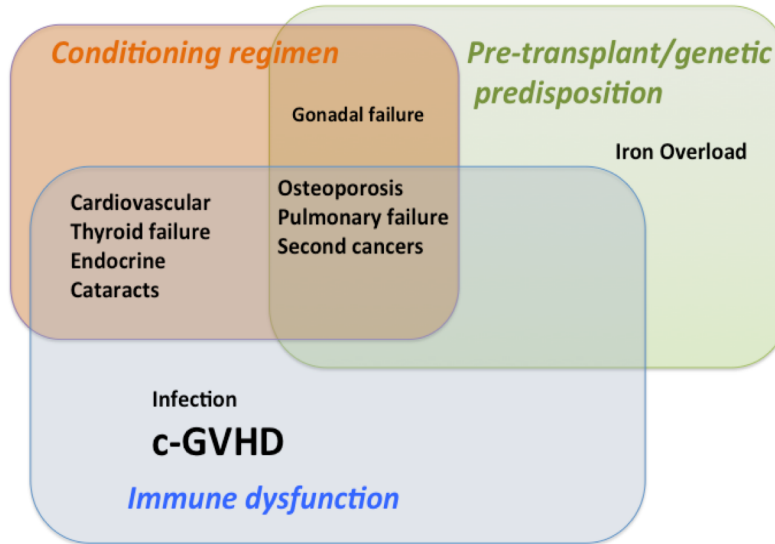 Conditioning regimen
Pre-transplant/genetic
predisposition
Gonadal failure
Iron Overload
Cardiovascular
Thyroid failure
Endocrine
Cataracts
Osteoporosis
Pulmonary failure
Second cancers
Infection
c-GVHD
Immune dysfunction